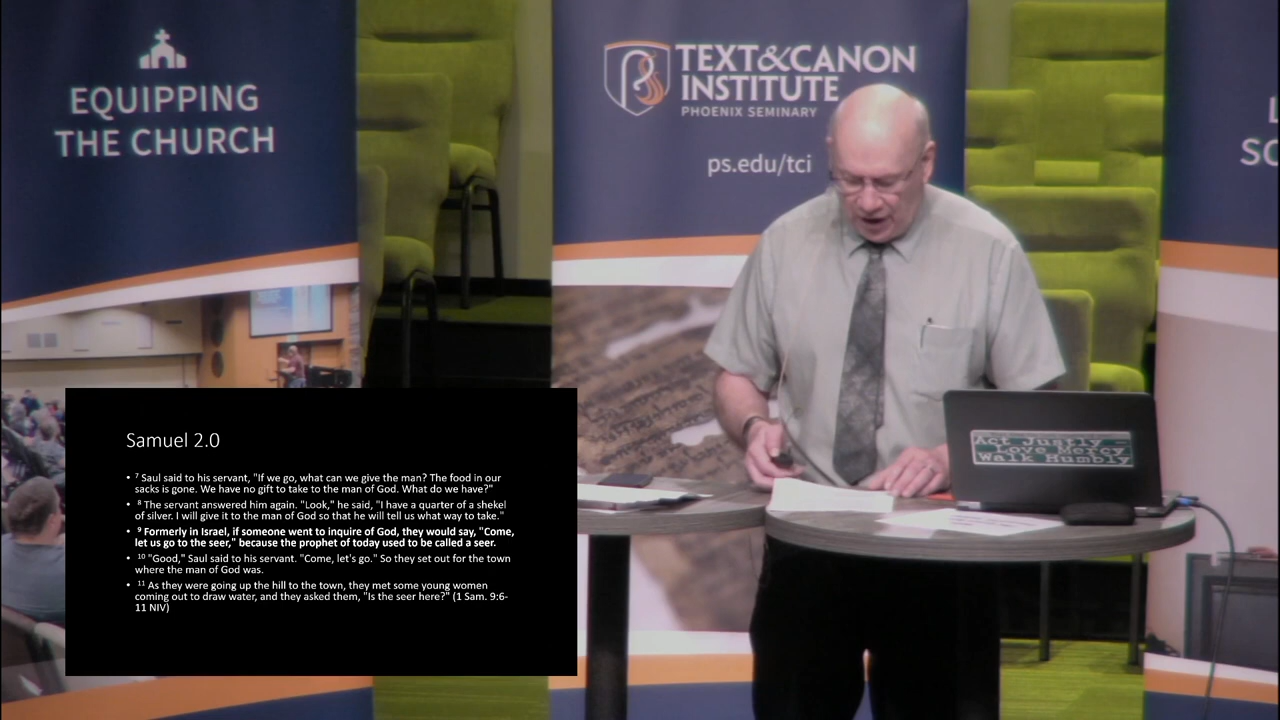 EQUIPPING
THE CHURCH
TEXT&CANON
INSTITUTE
PHOENIX SEMINARY
ps.edu/tci
L
SC
Act Justly
Love Mercy
Walk Humbly
Samuel 2.0
• 7 Saul said to his servant, "If we go, what can we give the man? The food in our
sacks is gone. We have no gift to take to the man of God. What do we have?"
• 8 The servant answered him again. "Look," he said, "I have a quarter of a shekel
of silver. I will give it to the man of God so that he will tell us what way to take."
• 9 Formerly in Israel, if someone went to inquire of God, they would say, "Come,
let us go to the seer," because the prophet of today used to be called a seer.
• 10 "Good," Saul said to his servant. "Come, let's go." So they set out for the town
where the man of God was.
• 11 As they were going up the hill to the town, they met some young women
coming out to draw water, and they asked them, "Is the seer here?" (1 Sam. 9:6-
11 NIV)